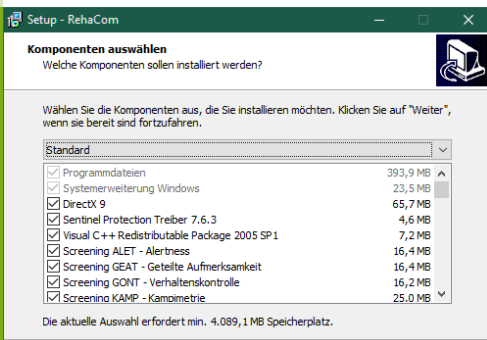 Setup - RehaCom
Komponenten auswählen
Welche Komponenten sollen installiert werden?
Wählen Sie die Komponenten aus, die Sie installieren möchten. Klicken Sie auf "Weiter",
wenn sie bereit sind fortzufahren.
Standard
Programmdateien 393,9 MB
Systemerweiterung Windows 23,5 MB
DirectX 9 65,7 MB
Sentinel Protection Treiber 7.6.3 4,6 MB
Visual C++ Redistributable Package 2005 SP1 7,2 MB
Screening ALET - Alertness 16,4 MB
Screening GEAT - Geteilte Aufmerksamkeit 16,4 MB
Screening GONT - Verhaltenskontrolle 16,2 MB
Screening KAMP - Kampimetrie 25,0 MB
Die aktuelle Auswahl erfordert min. 4.089,1 MB Speicherplatz.